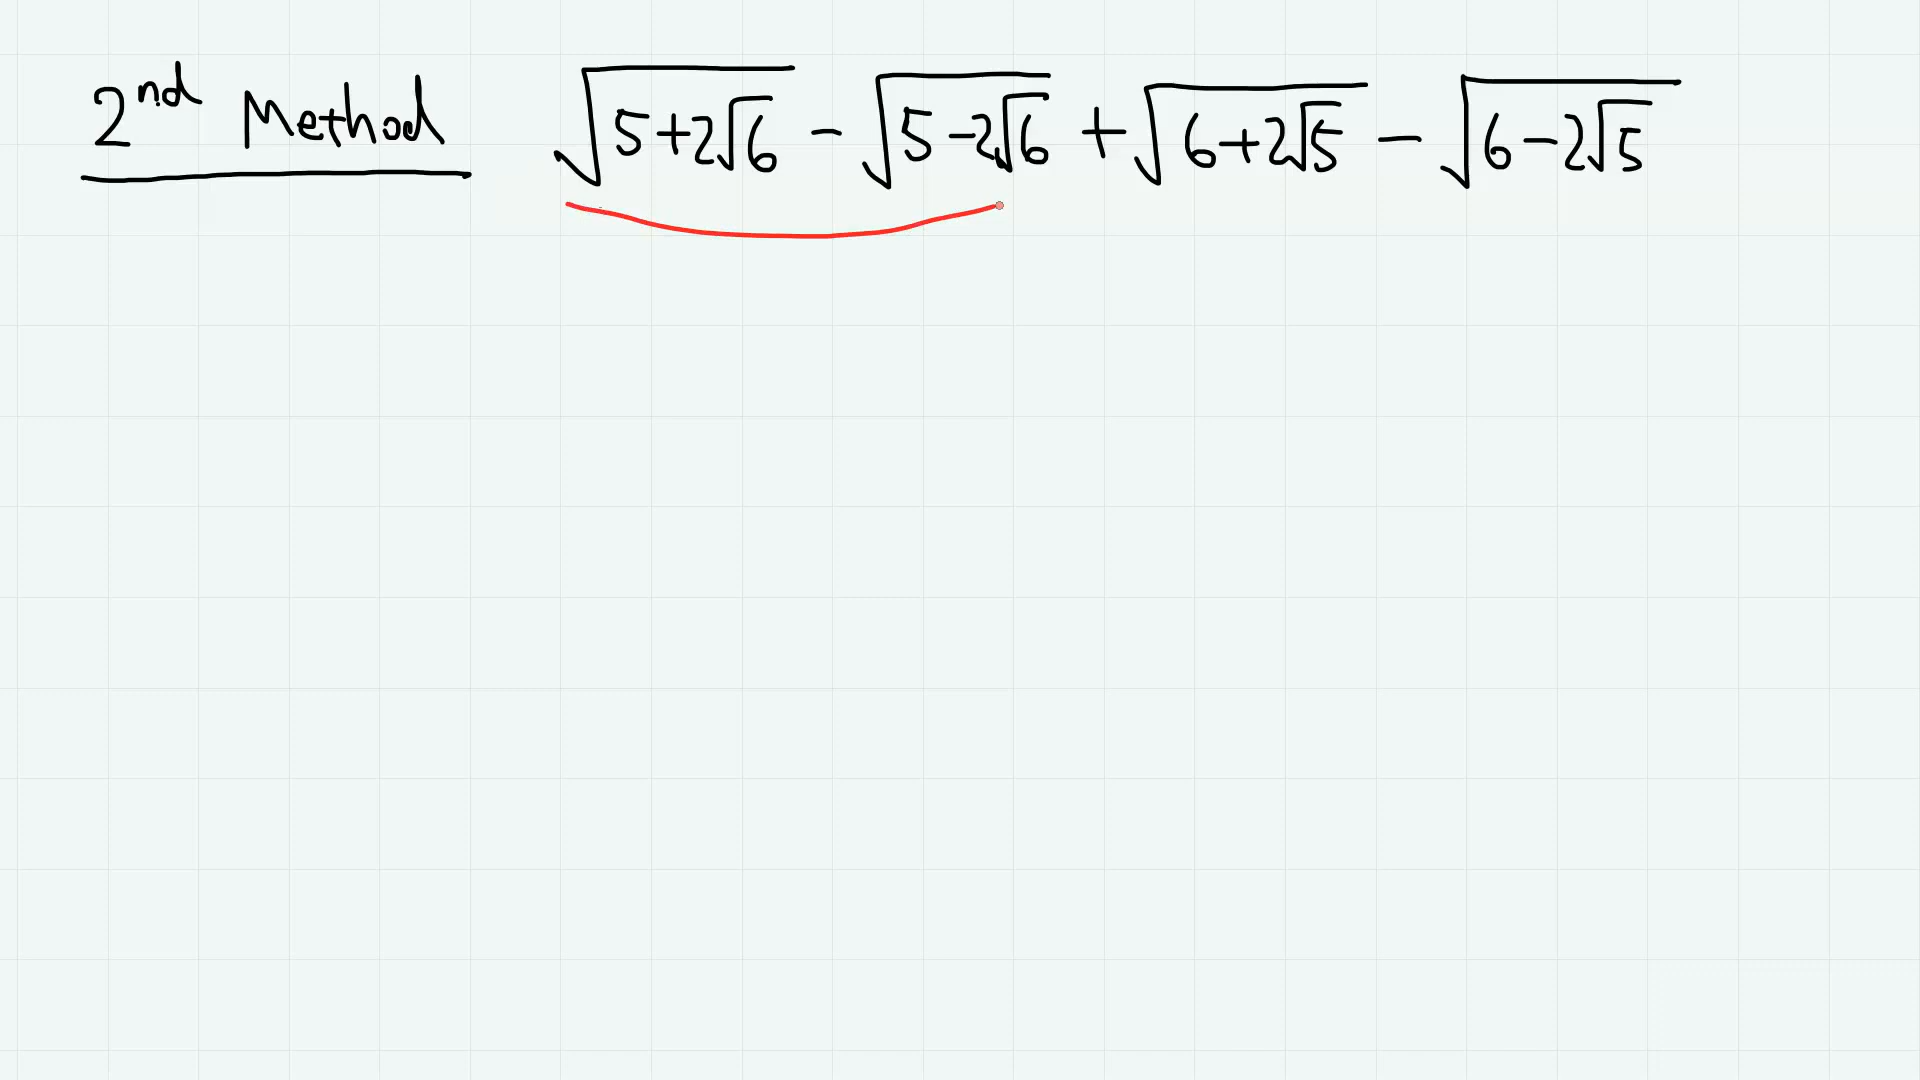 2nd Method √(5+2√6) - √(5-2√6) + √(6+2√5) - √(6-2√5)